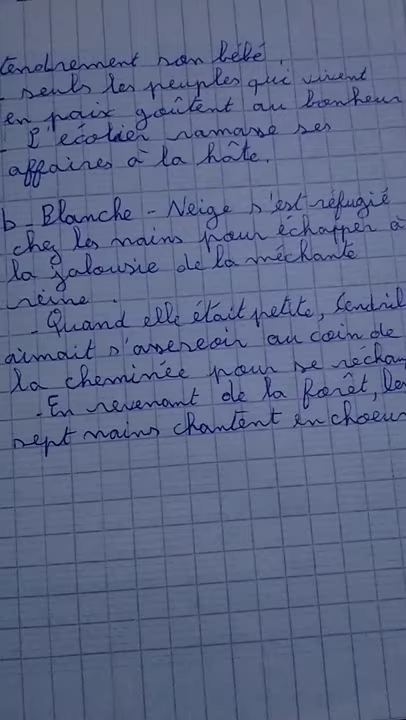 tendrement son bébé.
- seuls les peuples qui vivent
en paix goûtent au bonheur
- L'écolier ramasse ses
affaires à la hâte.
b - Blanche - Neige s'est réfugié
chez les nains pour échapper à
la jalousie de la méchante
reine.
- Quand elle était petite, Cendril
aimait s'asseseoir au coin de
la cheminée pour se réchau
- En revenant de la forêt, les
sept nains chantent en choeur